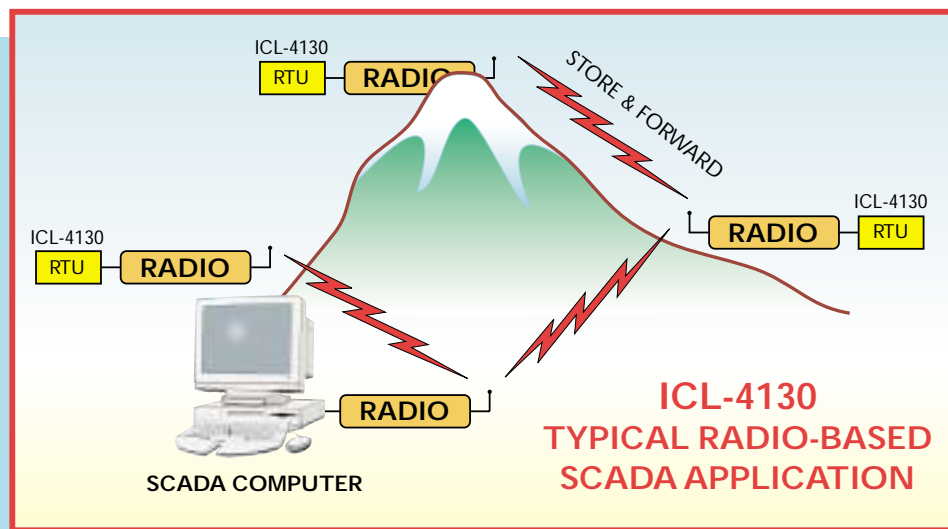 ICL-4130
RTU
RADIO
STORE & FORWARD
ICL-4130
RTU
RADIO
ICL-4130
RADIO
RTU
RADIO
SCADA COMPUTER
ICL-4130
TYPICAL RADIO-BASED
SCADA APPLICATION